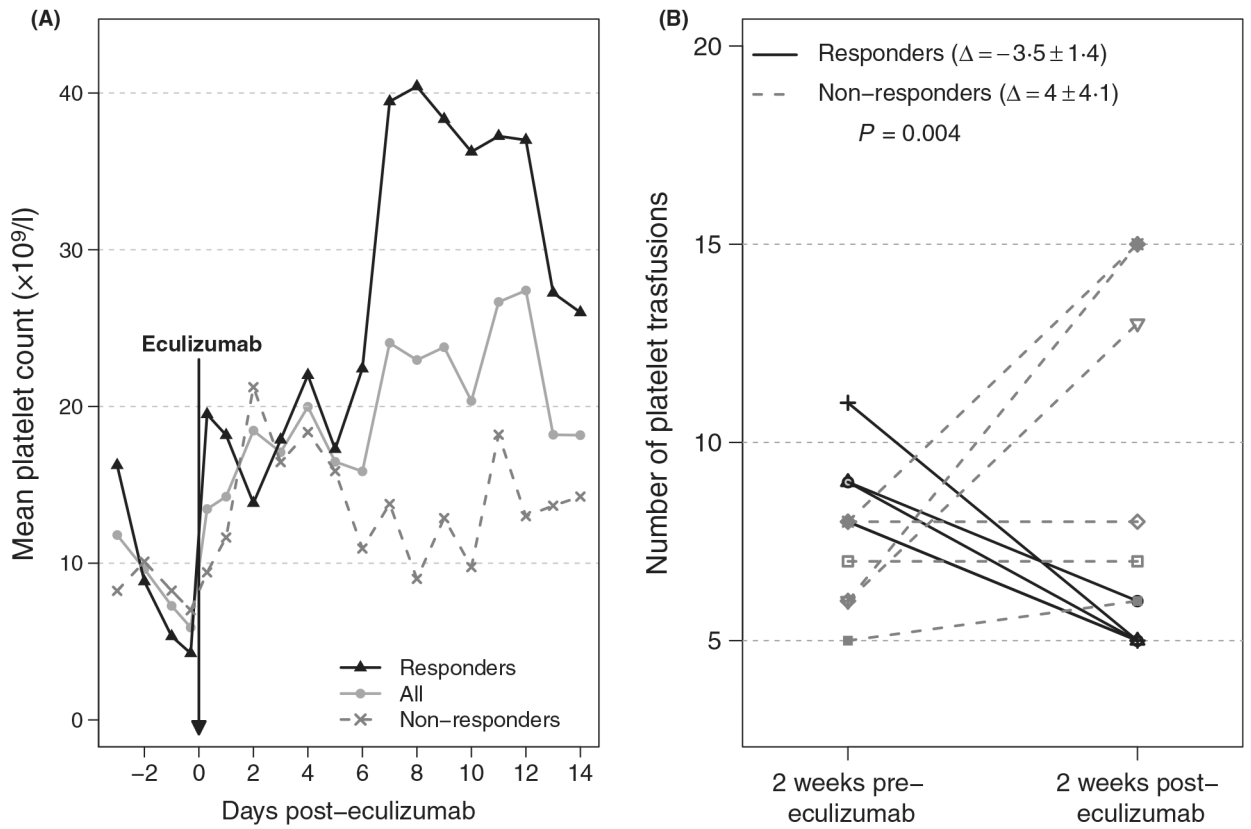 (A)
Mean platelet count (×10⁹/l)
40
30
20
10
0
Eculizumab
Responders
All
Non–responders
−2 0 2 4 6 8 10 12 14
Days post–eculizumab
(B)
Number of platelet trasfusions
20
15
10
5
Responders (Δ = −3·5 ± 1·4)
Non–responders (Δ = 4 ± 4·1)
P = 0.004
2 weeks pre–
eculizumab
2 weeks post–
eculizumab